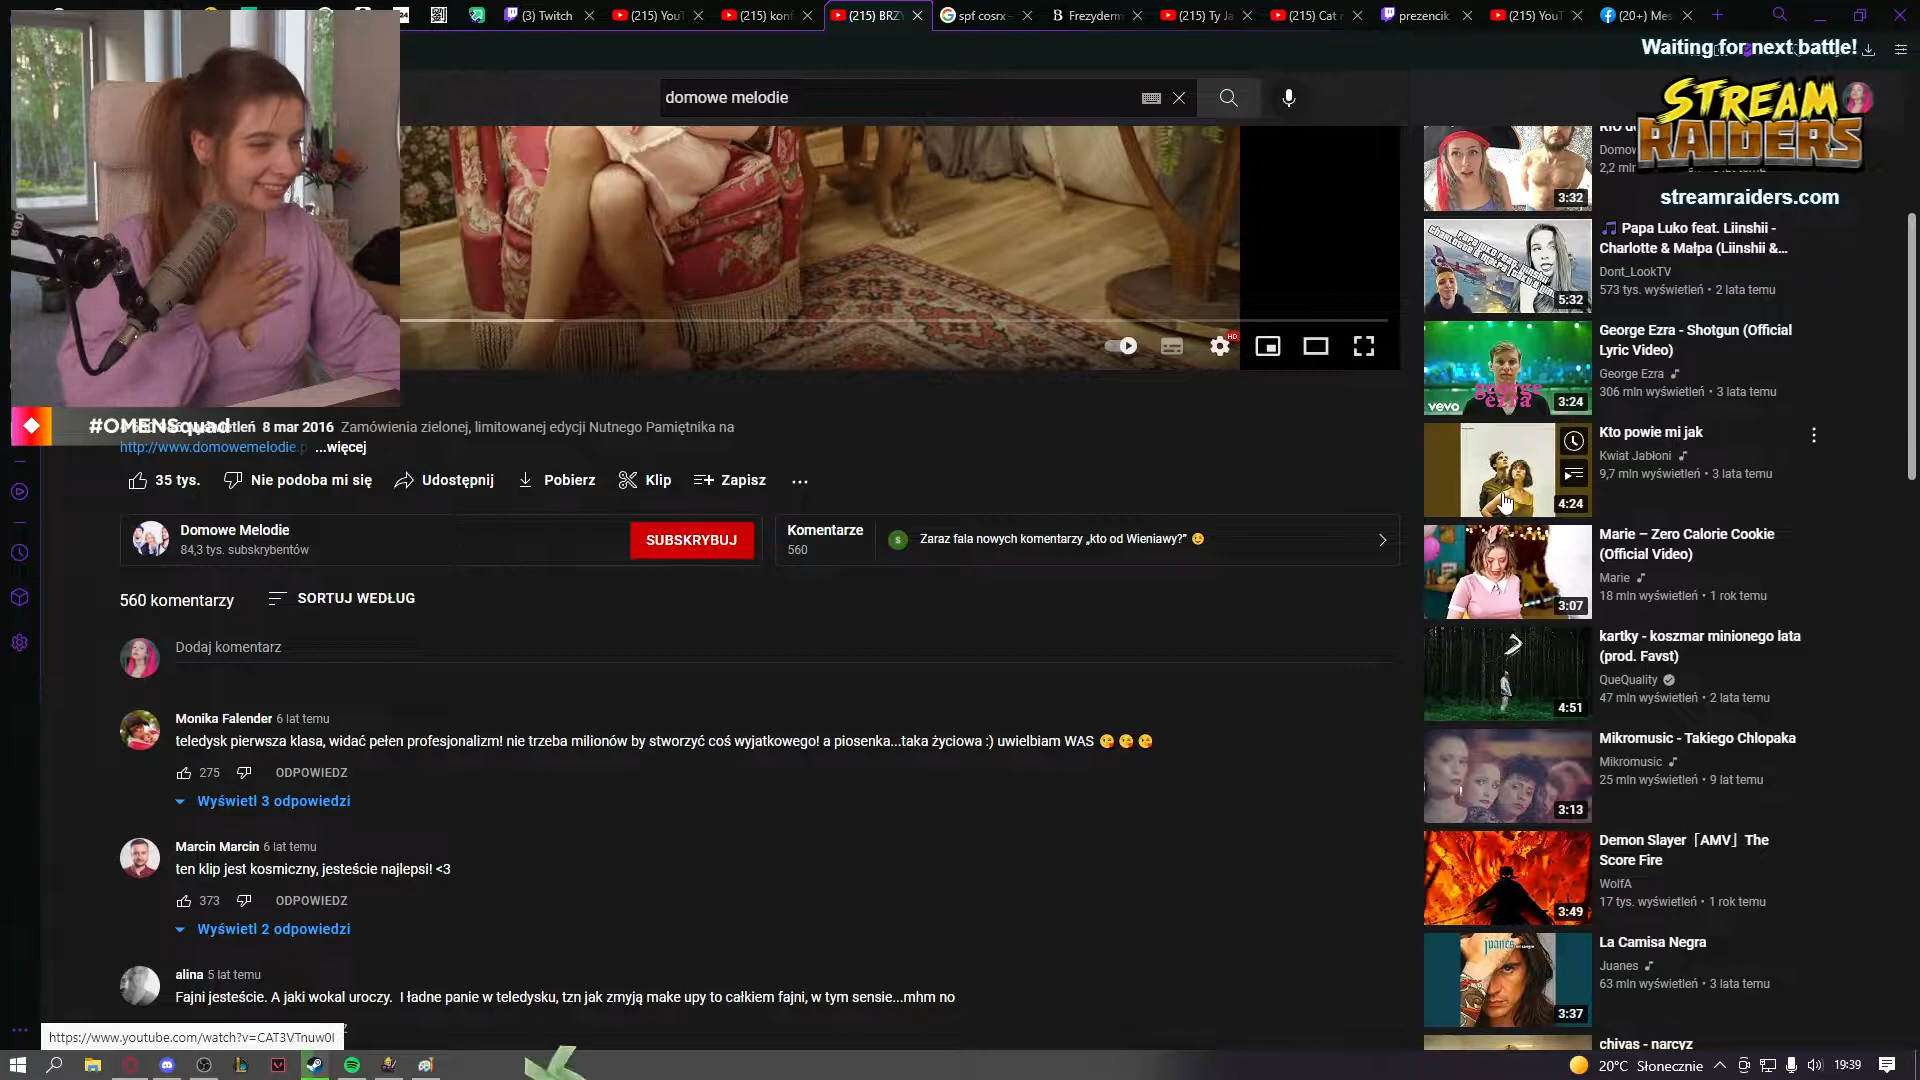 (3) Twitch
(215) YouT
(215) kon
(215) BRZY
spf cosrx -
Frezyderm
(215) Ty Ja
(215) Cat
prezencik
(215) YouT
(20+) Mes
Waiting for next battle!
domowe melodie
STREAM
RAIDERS
streamraiders.com
2,2 mln
3:32
Papa Luko feat. Liinshii -
Charlotte & Małpa (Liinshii &...
Dont_LookTV
573 tys. wyświetleń • 2 lata temu
5:32
George Ezra - Shotgun (Official
Lyric Video)
George Ezra
306 mln wyświetleń • 3 lata temu
george
ezra
vevo
3:24
HD
#OMENSquad
8 mar 2016 Zamówienia zielonej, limitowanej edycji Nutnego Pamiętnika na
http://www.domowemelodie.p ...więcej
35 tys.
Nie podoba mi się
Udostępnij
Pobierz
Klip
Zapisz
Kto powie mi jak
Kwiat Jabłoni
9,7 mln wyświetleń • 3 lata temu
4:24
Domowe Melodie
84,3 tys. subskrybentów
SUBSKRYBUJ
Komentarze
560
S
Zaraz fala nowych komentarzy „kto od Wieniawy?” 😉
Marie – Zero Calorie Cookie
(Official Video)
Marie
18 mln wyświetleń • 1 rok temu
3:07
560 komentarzy
SORTUJ WEDŁUG
Dodaj komentarz
kartky - koszmar minionego lata
(prod. Favst)
QueQuality
47 mln wyświetleń • 2 lata temu
4:51
Monika Falender 6 lat temu
teledysk pierwsza klasa, widać pełen profesjonalizm! nie trzeba milionów by stworzyć coś wyjatkowego! a piosenka...taka życiowa :) uwielbiam WAS 😘 😘 😘
275
ODPOWIEDZ
Wyświetl 3 odpowiedzi
Mikromusic - Takiego Chlopaka
Mikromusic
25 mln wyświetleń • 9 lat temu
3:13
Marcin Marcin 6 lat temu
ten klip jest kosmiczny, jesteście najlepsi! <3
373
ODPOWIEDZ
Wyświetl 2 odpowiedzi
Demon Slayer「AMV」The
Score Fire
WolfA
17 tys. wyświetleń • 1 rok temu
3:49
alina 5 lat temu
Fajni jesteście. A jaki wokal uroczy. I ładne panie w teledysku, tzn jak zmyją make upy to całkiem fajni, w tym sensie...mhm no
La Camisa Negra
Juanes
63 mln wyświetleń • 3 lata temu
juanes
3:37
chivas - narcyz
https://www.youtube.com/watch?v=CAT3VTnuw0I
20°C Słonecznie
19:39